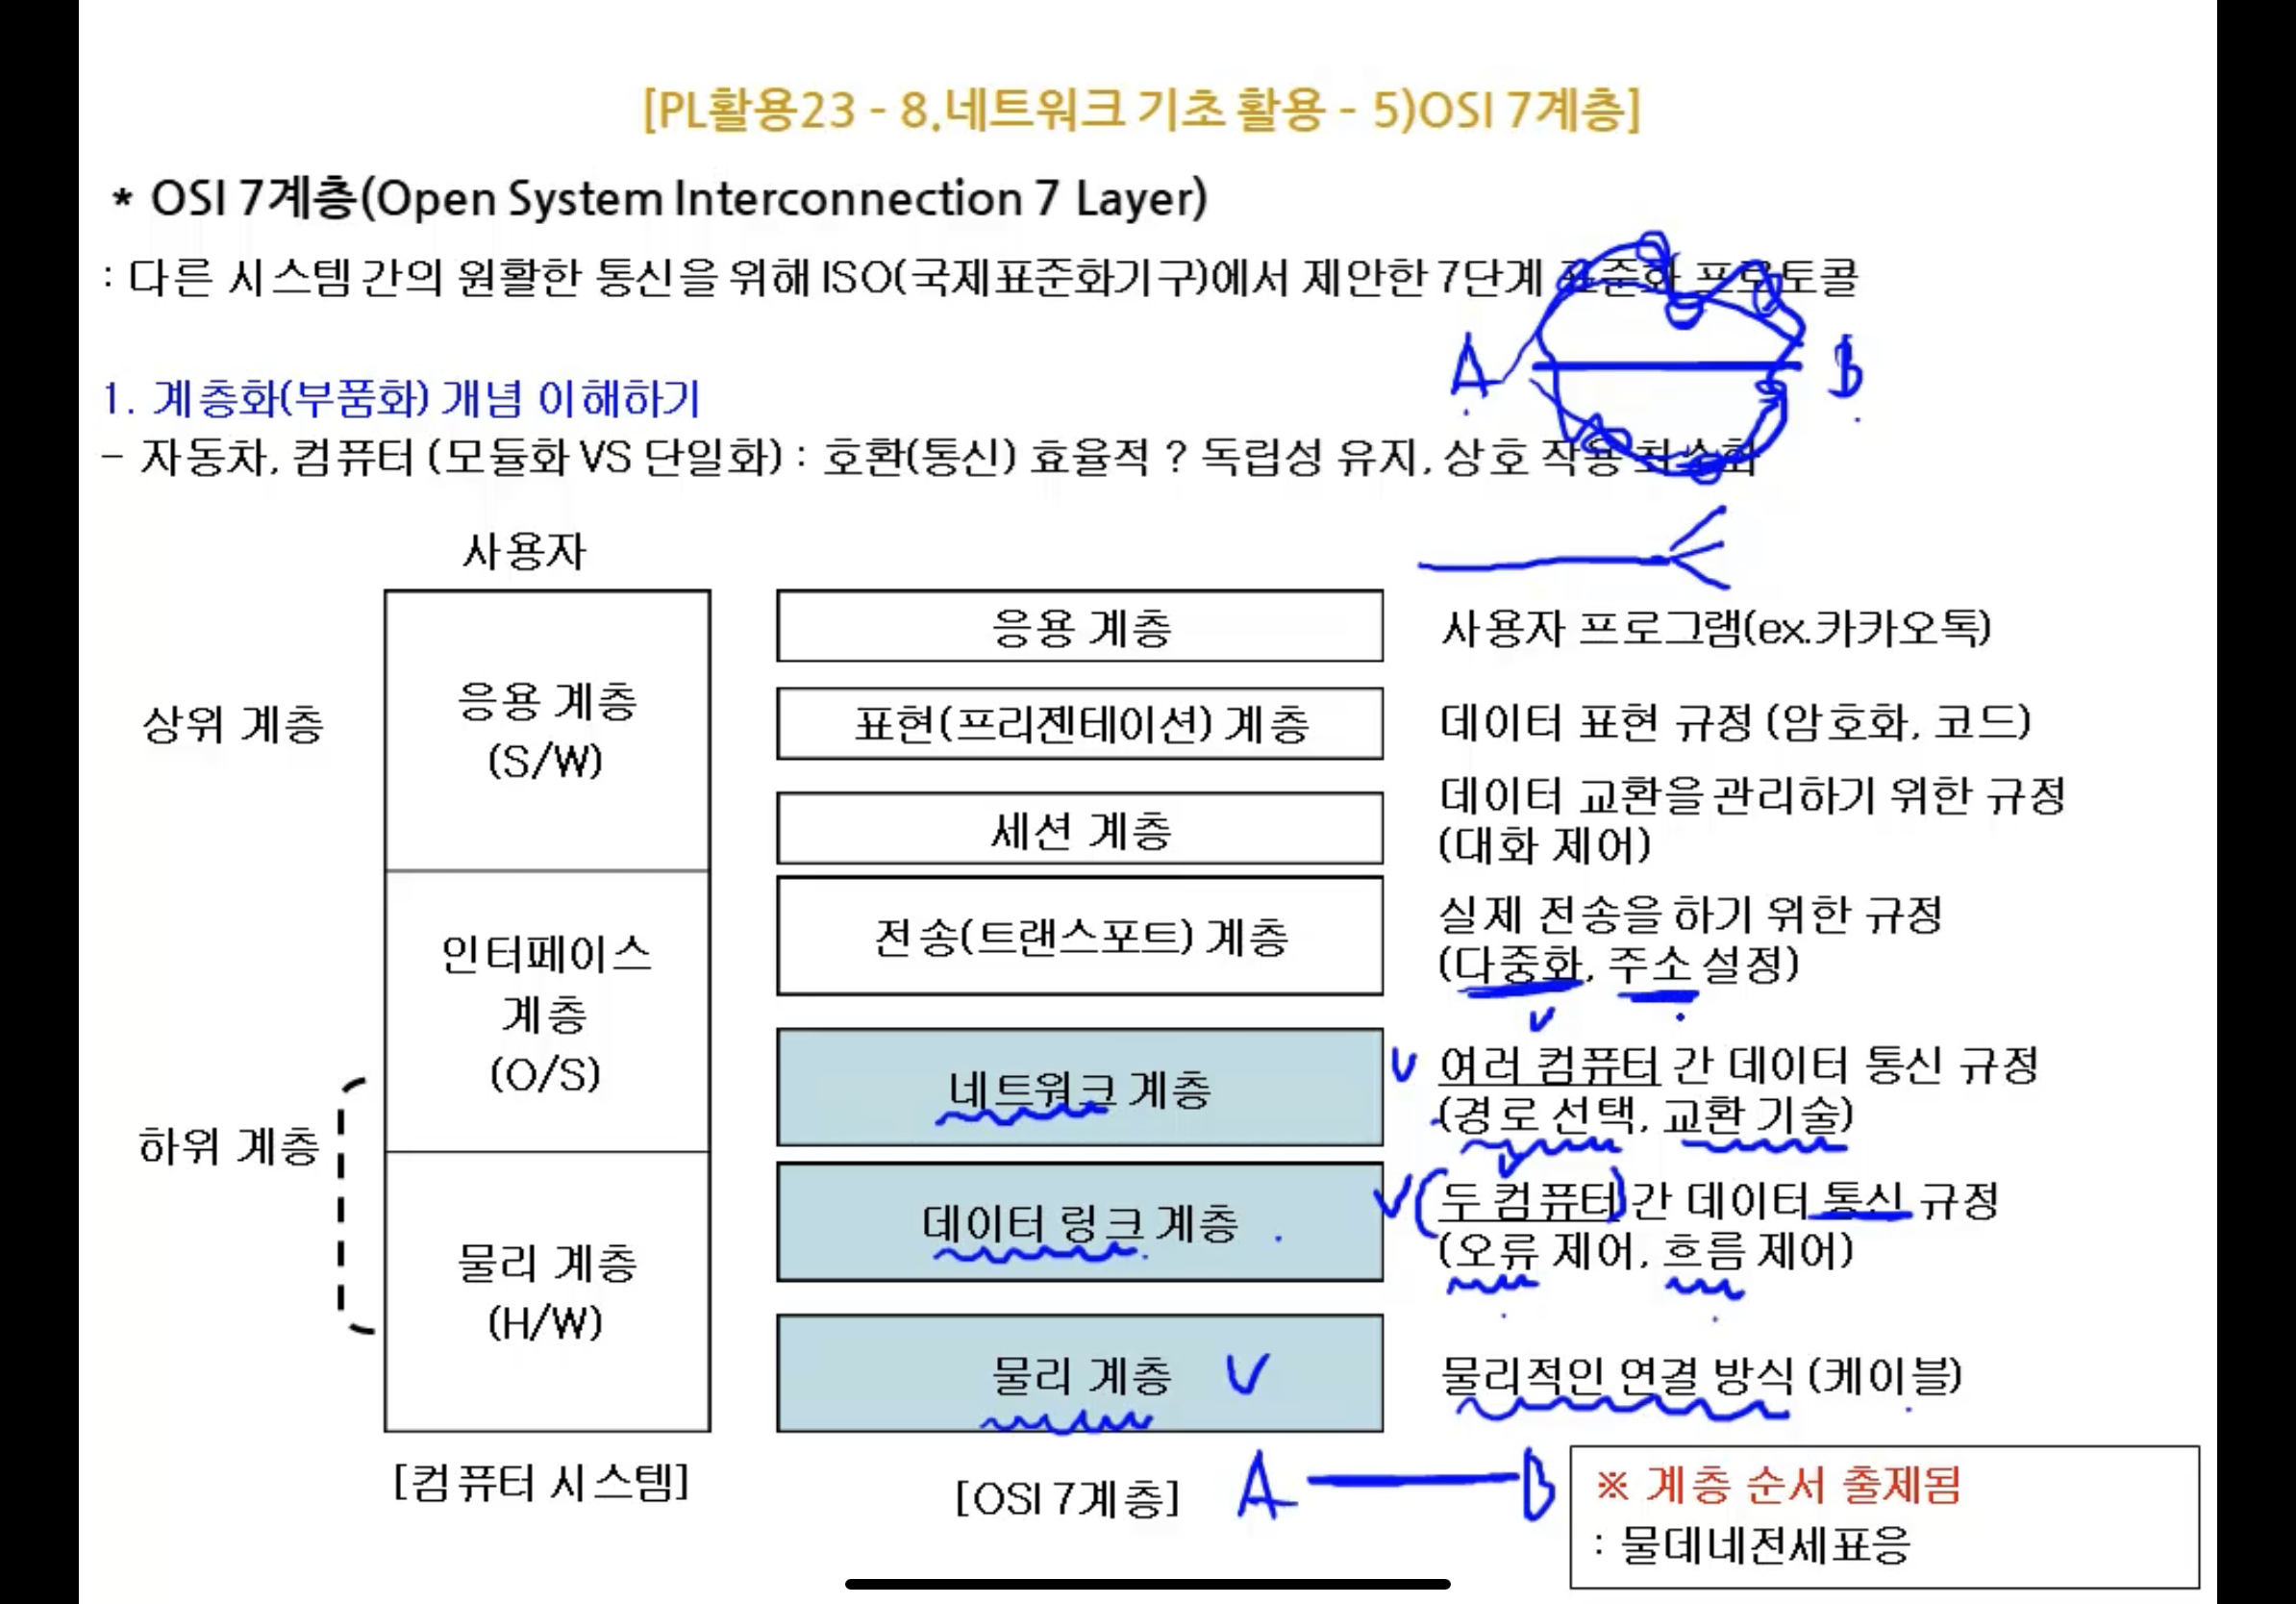 [PL활용23 - 8.네트워크 기초 활용 - 5)OSI 7계층]
* OSI 7계층(Open System Interconnection 7 Layer)
: 다른 시스템 간의 원활한 통신을 위해 ISO(국제표준화기구)에서 제안한 7단계 표준화 프로토콜
A B
1. 계층화(부품화) 개념 이해하기
- 자동차, 컴퓨터 (모듈화 VS 단일화) : 호환(통신) 효율적 ? 독립성 유지, 상호 작용 최소화
사용자
상위 계층
하위 계층
응용 계층
(S/W)
인터페이스
계층
(O/S)
물리 계층
(H/W)
[컴퓨터 시스템]
응용 계층
사용자 프로그램(ex.카카오톡)
표현(프리젠테이션) 계층
데이터 표현 규정 (암호화, 코드)
세션 계층
데이터 교환을 관리하기 위한 규정
(대화 제어)
전송(트랜스포트) 계층
실제 전송을 하기 위한 규정
(다중화, 주소 설정)
네트워크 계층
여러 컴퓨터 간 데이터 통신 규정
(경로 선택, 교환 기술)
데이터 링크 계층
두 컴퓨터 간 데이터 통신 규정
(오류 제어, 흐름 제어)
물리 계층
물리적인 연결 방식 (케이블)
[OSI 7계층]
A B
※ 계층 순서 출제됨
: 물데네전세표응